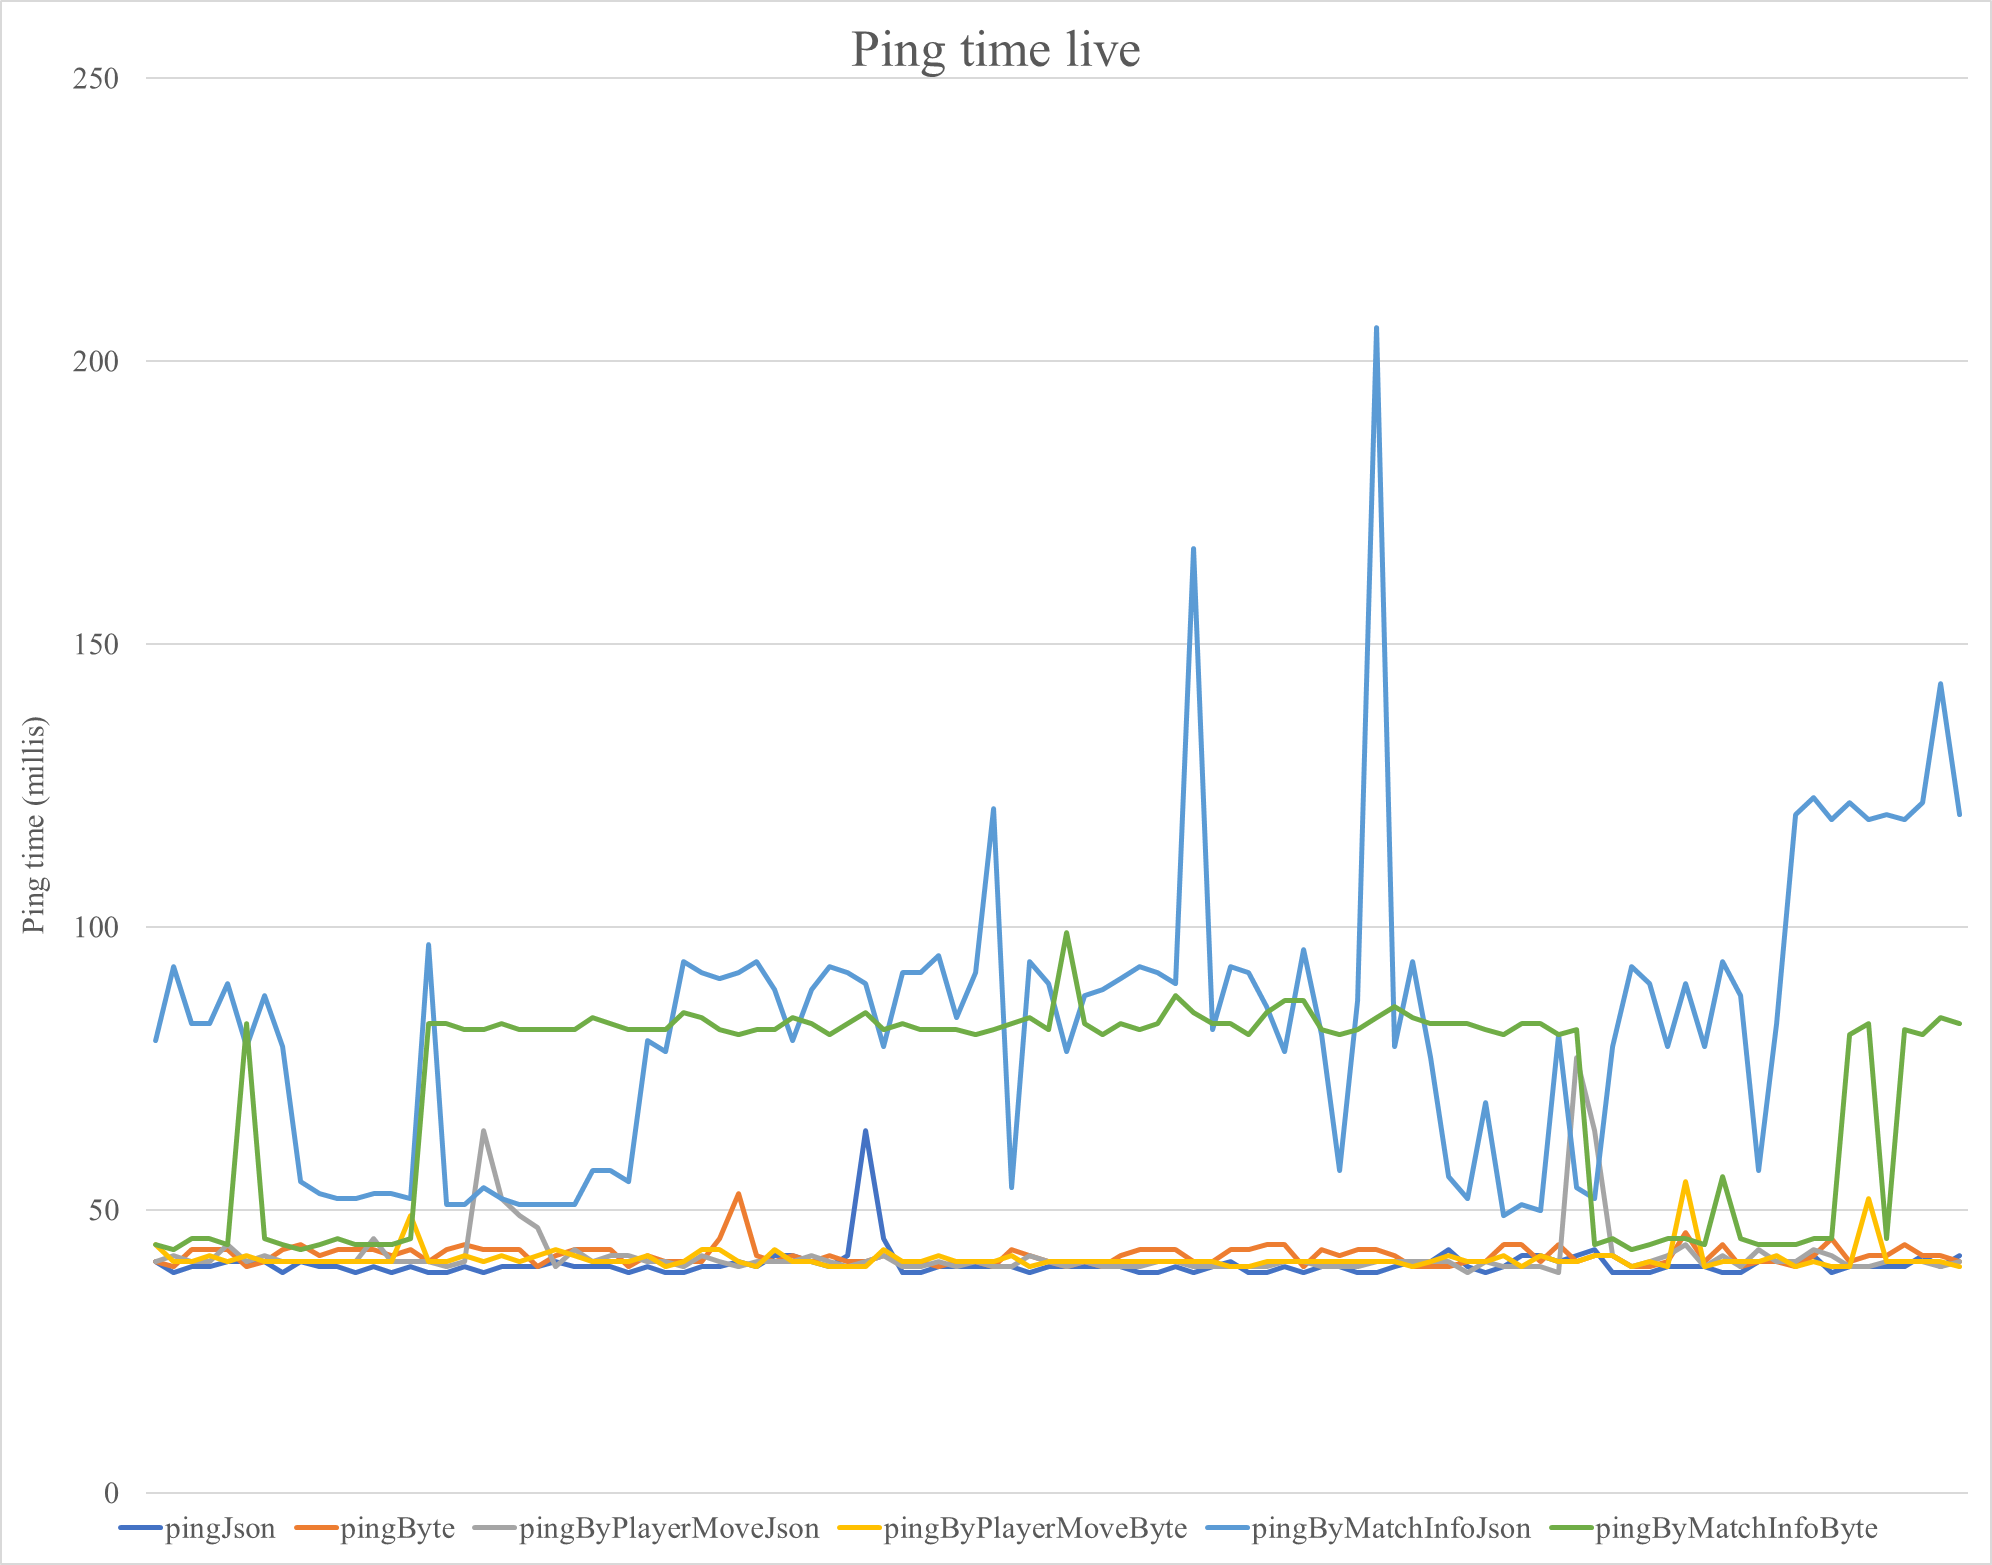 Ping time live
250
200
150
100
50
0
Ping time (millis)
pingJson pingByte pingByPlayerMoveJson pingByPlayerMoveByte pingByMatchInfoJson pingByMatchInfoByte